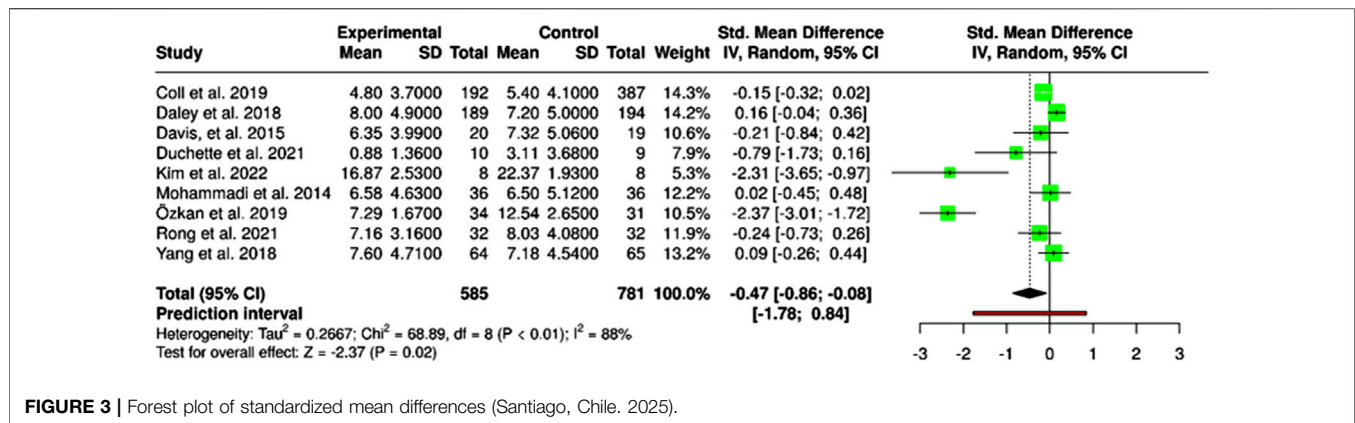 Experimental Control Std. Mean Difference Std. Mean Difference
Study Mean SD Total Mean SD Total Weight IV, Random, 95% CI IV, Random, 95% CI
Coll et al. 2019 4.80 3.7000 192 5.40 4.1000 387 14.3% -0.15 [-0.32; 0.02]
Daley et al. 2018 8.00 4.9000 189 7.20 5.0000 194 14.2% 0.16 [-0.04; 0.36]
Davis, et al. 2015 6.35 3.9900 20 7.32 5.0600 19 10.6% -0.21 [-0.84; 0.42]
Duchette et al. 2021 0.88 1.3600 10 3.11 3.6800 9 7.9% -0.79 [-1.73; 0.16]
Kim et al. 2022 16.87 2.5300 8 22.37 1.9300 8 5.3% -2.31 [-3.65; -0.97]
Mohammadi et al. 2014 6.58 4.6300 36 6.50 5.1200 36 12.2% 0.02 [-0.45; 0.48]
Özkan et al. 2019 7.29 1.6700 34 12.54 2.6500 31 10.5% -2.37 [-3.01; -1.72]
Rong et al. 2021 7.16 3.1600 32 8.03 4.0800 32 11.9% -0.24 [-0.73; 0.26]
Yang et al. 2018 7.60 4.7100 64 7.18 4.5400 65 13.2% 0.09 [-0.26; 0.44]
Total (95% CI) 585 781 100.0% -0.47 [-0.86; -0.08]
Prediction interval [-1.78; 0.84]
Heterogeneity: Tau² = 0.2667; Chi² = 68.89, df = 8 (P < 0.01); I² = 88%
Test for overall effect: Z = -2.37 (P = 0.02)
-3 -2 -1 0 1 2 3
FIGURE 3 | Forest plot of standardized mean differences (Santiago, Chile. 2025).